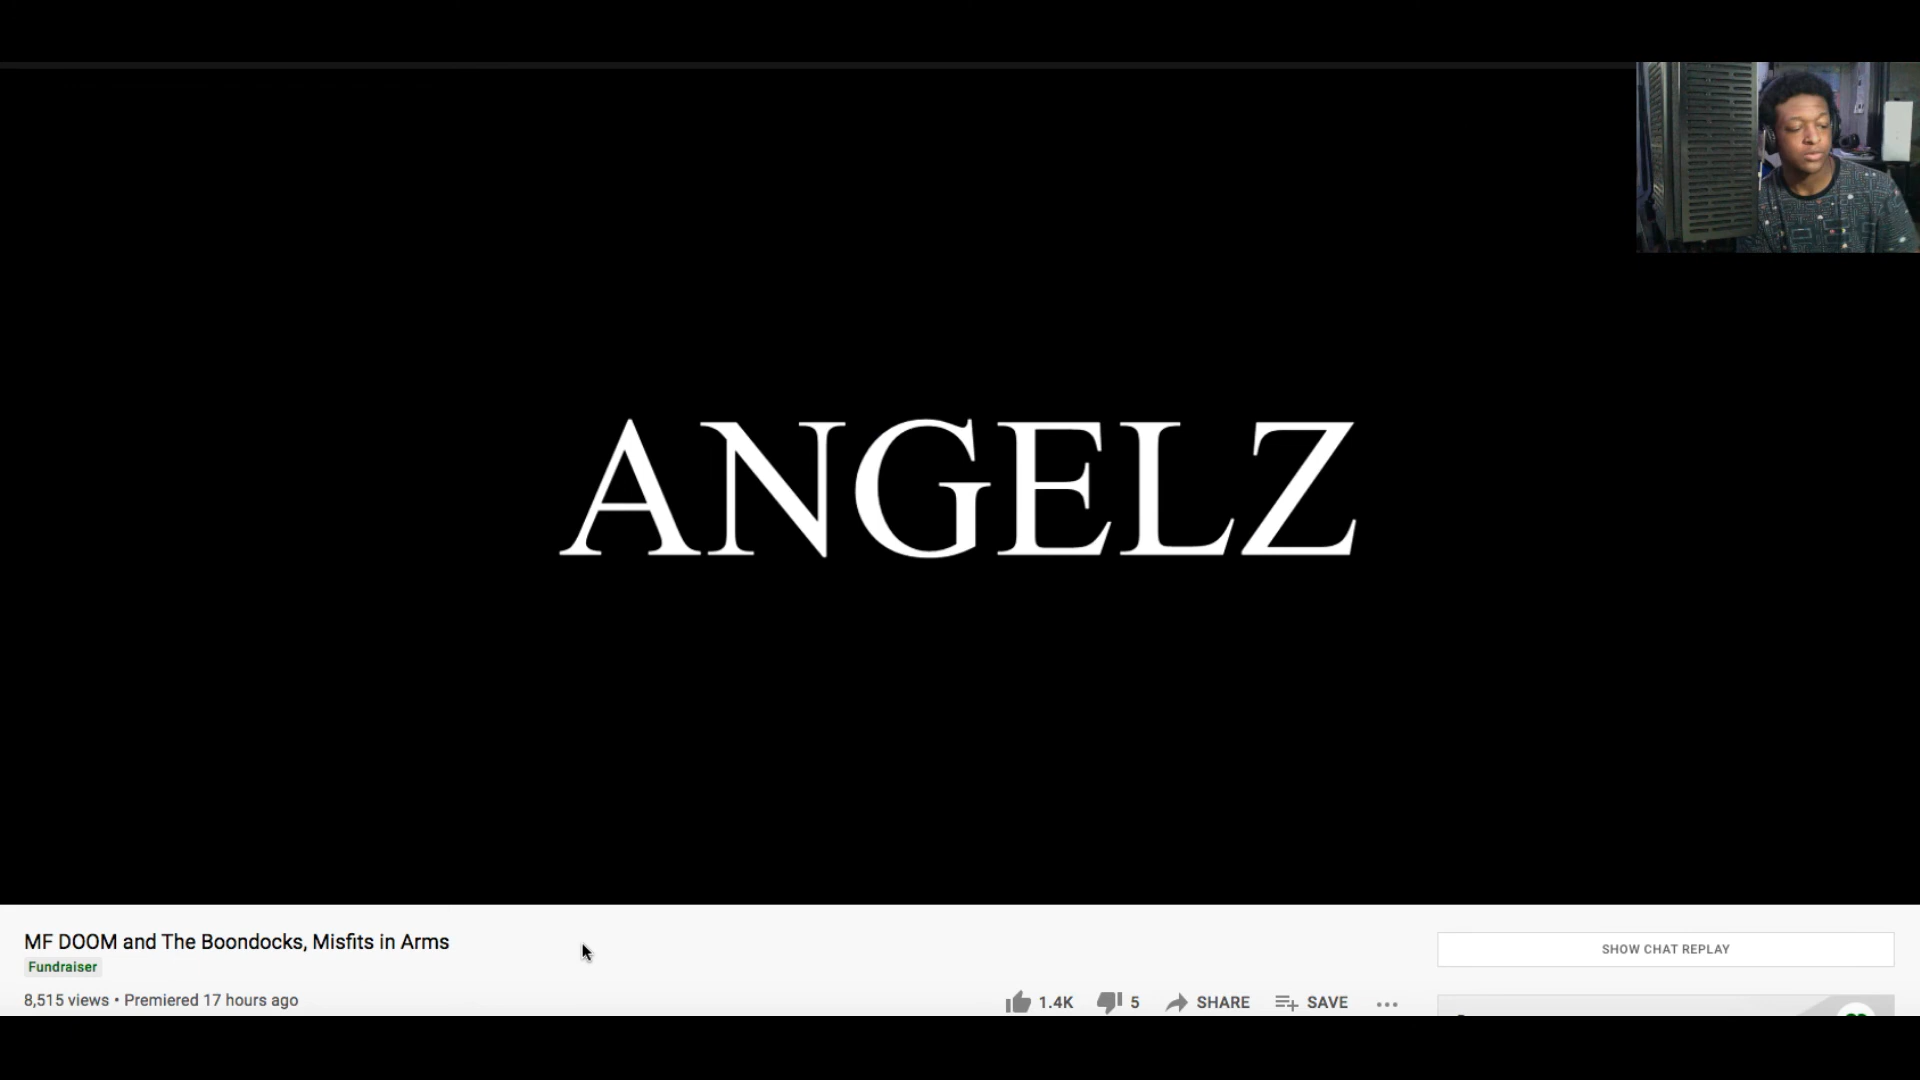 ANGELZ
MF DOOM and The Boondocks, Misfits in Arms
Fundraiser
8,515 views • Premiered 17 hours ago
1.4K
5
SHARE
SAVE
SHOW CHAT REPLAY